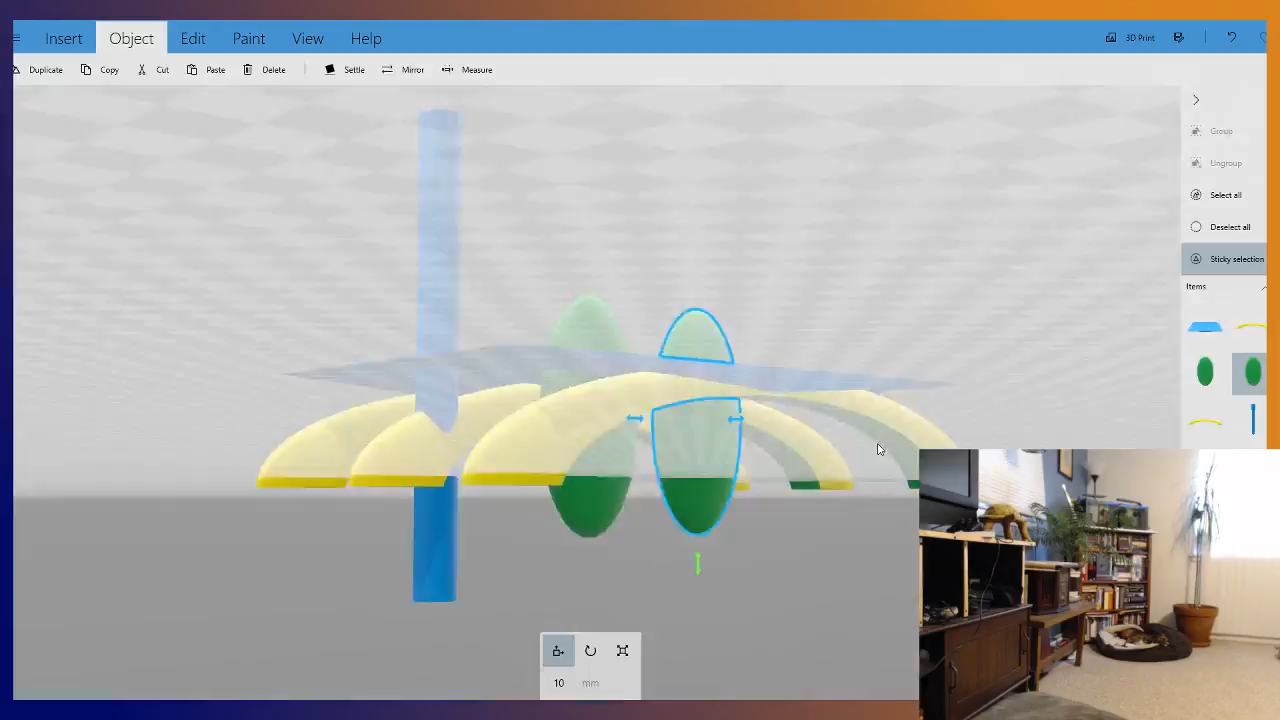 Insert Object Edit Paint View Help 3D Print
Duplicate Copy Cut Paste Delete Settle Mirror Measure
Group
Ungroup
Select all
Deselect all
Sticky selection
Items
10 mm